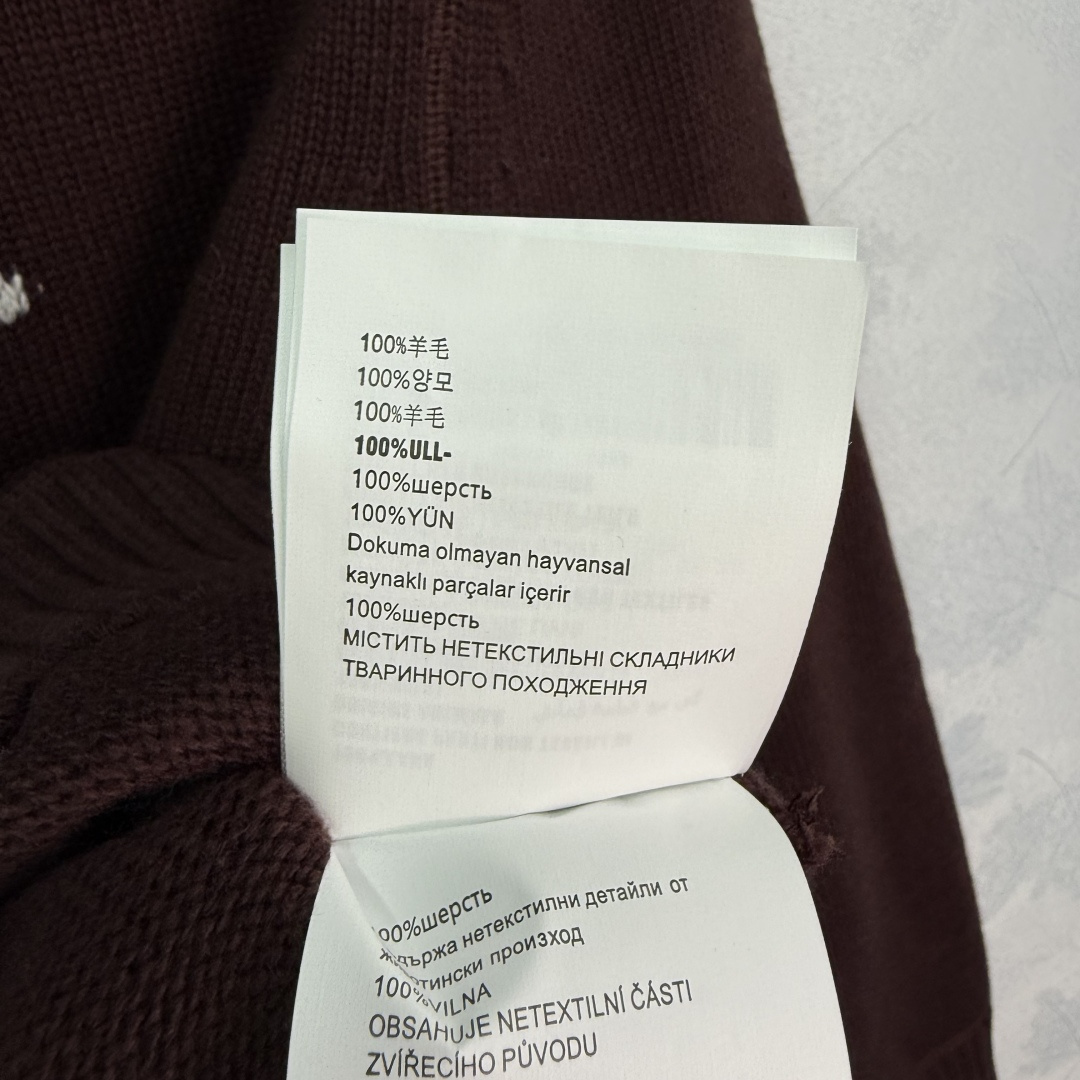 100%羊毛
100%양모
100%羊毛
100%ULL-
100%шерсть
100%YÜN
Dokuma olmayan hayvansal
kaynaklı parçalar içerir
100%шерсть
МІСТИТЬ НЕТЕКСТИЛЬНІ СКЛАДНИКИ
ТВАРИННОГО ПОХОДЖЕННЯ
00%шерсть
нетекстилни детайли от
произход
100%VILNA
OBSAHUJE NETEXTILNÍ ČÁSTI
ZVÍŘECÍHO PŮVODU